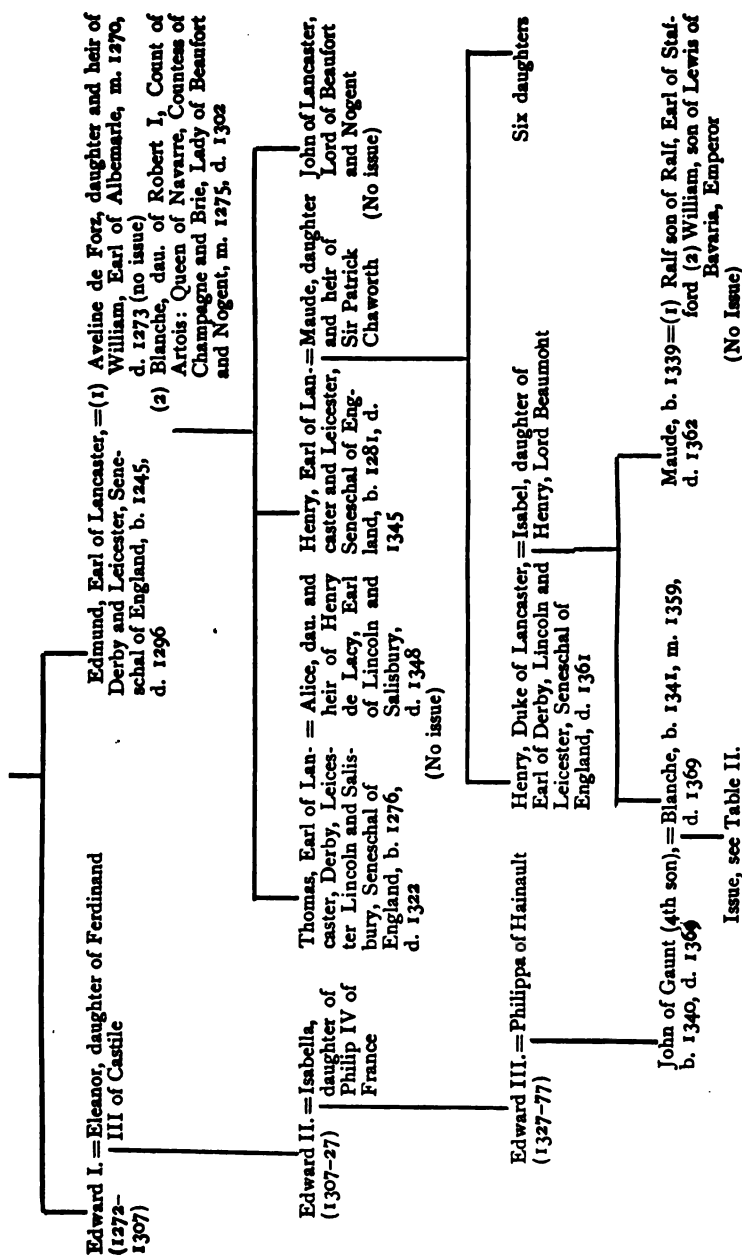 Edward I.=Eleanor, daughter of Ferdinand
(1272– III of Castile
1307)
Edmund, Earl of Lancaster,=(1) Aveline de Forz, daughter and heir of
Derby and Leicester, Sene- William, Earl of Albemarle, m. 1270,
schal of England, b. 1245, d. 1273 (no issue)
d. 1296
(2) Blanche, dau. of Robert I, Count of
Artois: Queen of Navarre, Countess of
Champagne and Brie, Lady of Beaufort
and Nogent, m. 1275, d. 1302
Edward II.=Isabella,
(1307–27) daughter of
Philip IV of
France
Thomas, Earl of Lan- = Alice, dau. and
caster, Derby, Leices- heir of Henry
ter Lincoln and Salis- de Lacy, Earl
bury, Seneschal of of Lincoln and
England, b. 1276, Salisbury,
d. 1322 d. 1348
(No issue)
Henry, Earl of Lan-=Maude, daughter
caster and Leicester, and heir of
Seneschal of Eng- Sir Patrick
land, b. 1281, d. Chaworth
1345
John of Lancaster,
Lord of Beaufort
and Nogent
(No issue)
Edward III.=Philippa of Hainault
(1327–77)
Henry, Duke of Lancaster,=Isabel, daughter of
Earl of Derby, Lincoln and Henry, Lord Beaumoht
Leicester, Seneschal of
England, d. 1361
Six daughters
John of Gaunt (4th son),=Blanche, b. 1341, m. 1359,
b. 1340, d. 1369 d. 1369
Issue, see Table II.
Maude, b. 1339=(1) Ralf son of Ralf, Earl of Staf-
d. 1362 ford (2) William, son of Lewis of
Bavaria, Emperor
(No Issue)